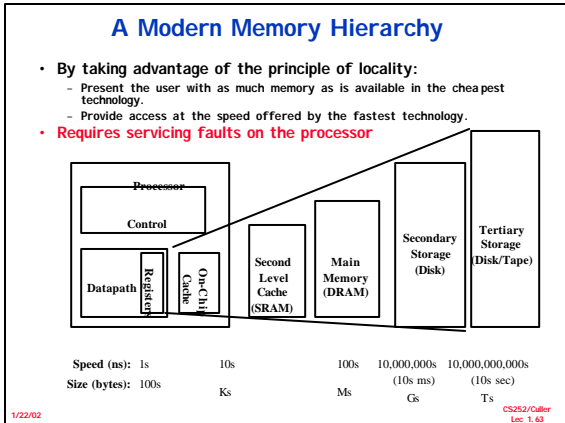 A Modern Memory Hierarchy
• By taking advantage of the principle of locality:
– Present the user with as much memory as is available in the cheapest
technology.
– Provide access at the speed offered by the fastest technology.
• Requires servicing faults on the processor
Processor
Control
Datapath
Registers
On-Chip
Cache
Second
Level
Cache
(SRAM)
Main
Memory
(DRAM)
Secondary
Storage
(Disk)
Tertiary
Storage
(Disk/Tape)
Speed (ns): 1s 10s 100s 10,000,000s 10,000,000,000s
(10s ms) (10s sec)
Size (bytes): 100s Ks Ms Gs Ts
1/22/02
CS252/Culler
Lec 1.63